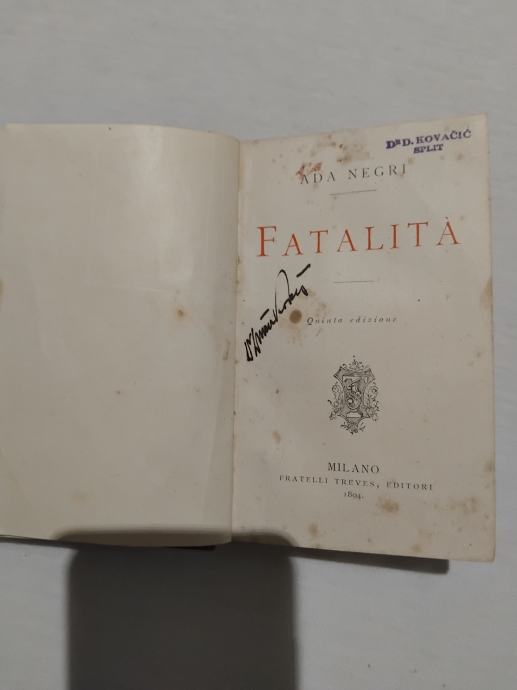 DR D. KOVAČIĆ
SPLIT
ADA NEGRI
FATALITÀ
Quinta edizione
MILANO
FRATELLI TREVES, EDITORI
1894.